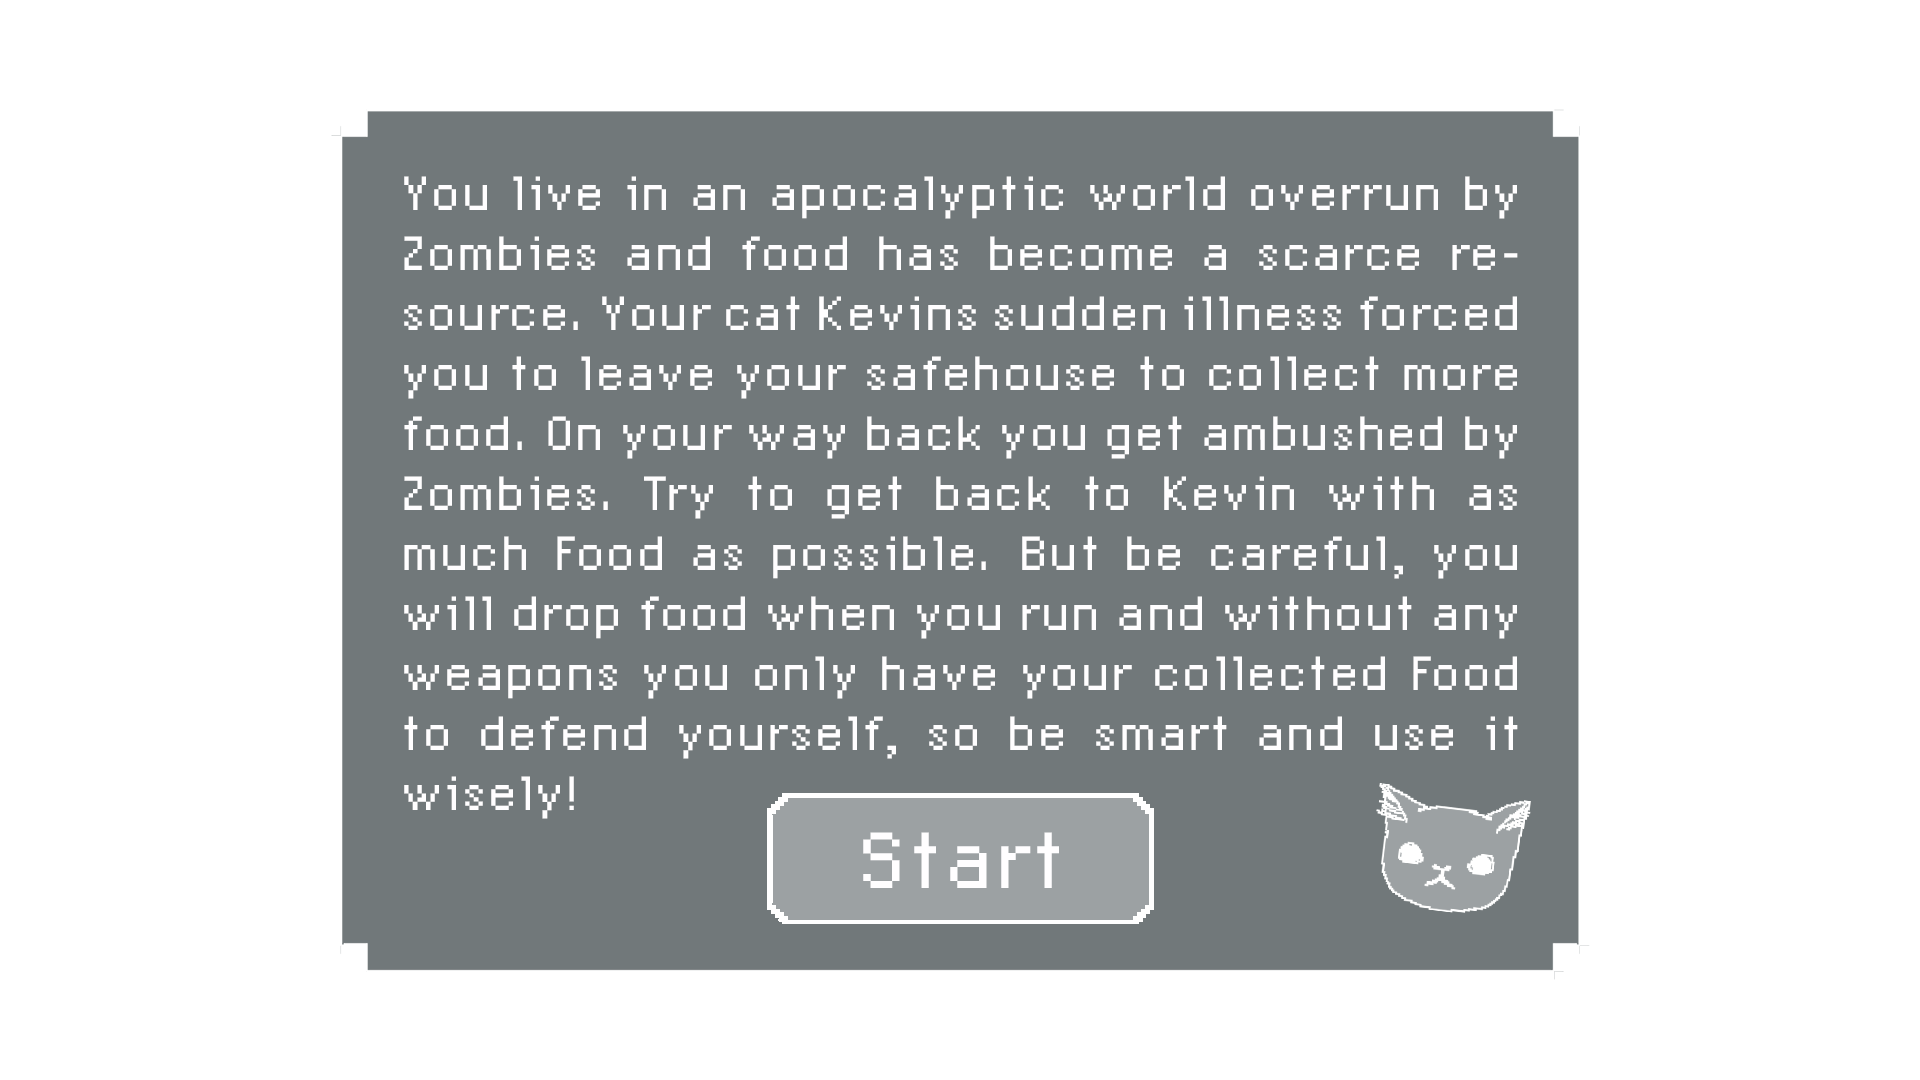 You live in an apocalyptic world overrun by
Zombies and food has become a scarce re-
source. Your cat Kevins sudden illness forced
you to leave your safehouse to collect more
food. On your way back you get ambushed by
Zombies. Try to get back to Kevin with as
much Food as possible. But be careful, you
will drop food when you run and without any
weapons you only have your collected Food
to defend yourself, so be smart and use it
wisely!
Start